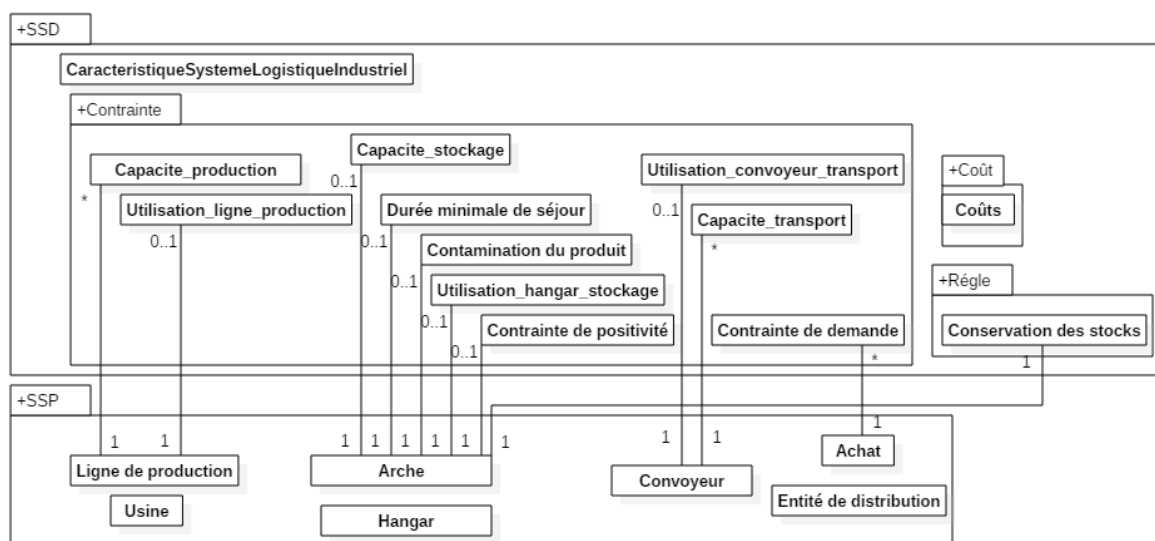 +SSD
CaracteristiqueSystemeLogistiqueIndustriel
+Contrainte
Capacite_production
Capacite_stockage
Utilisation_convoyeur_transport
+Coût
*
0..1
0..1
Utilisation_ligne_production
Durée minimale de séjour
Capacite_transport
Coûts
0..1
0..1
*
Contamination du produit
0..1
+Régle
Utilisation_hangar_stockage
0..1
Contrainte de positivité
Contrainte de demande
Conservation des stocks
0..1
*
1
+SSP
1
1
1
1
1
1
1
1
1
1
1
Ligne de production
Arche
Convoyeur
Achat
Usine
Hangar
Entité de distribution